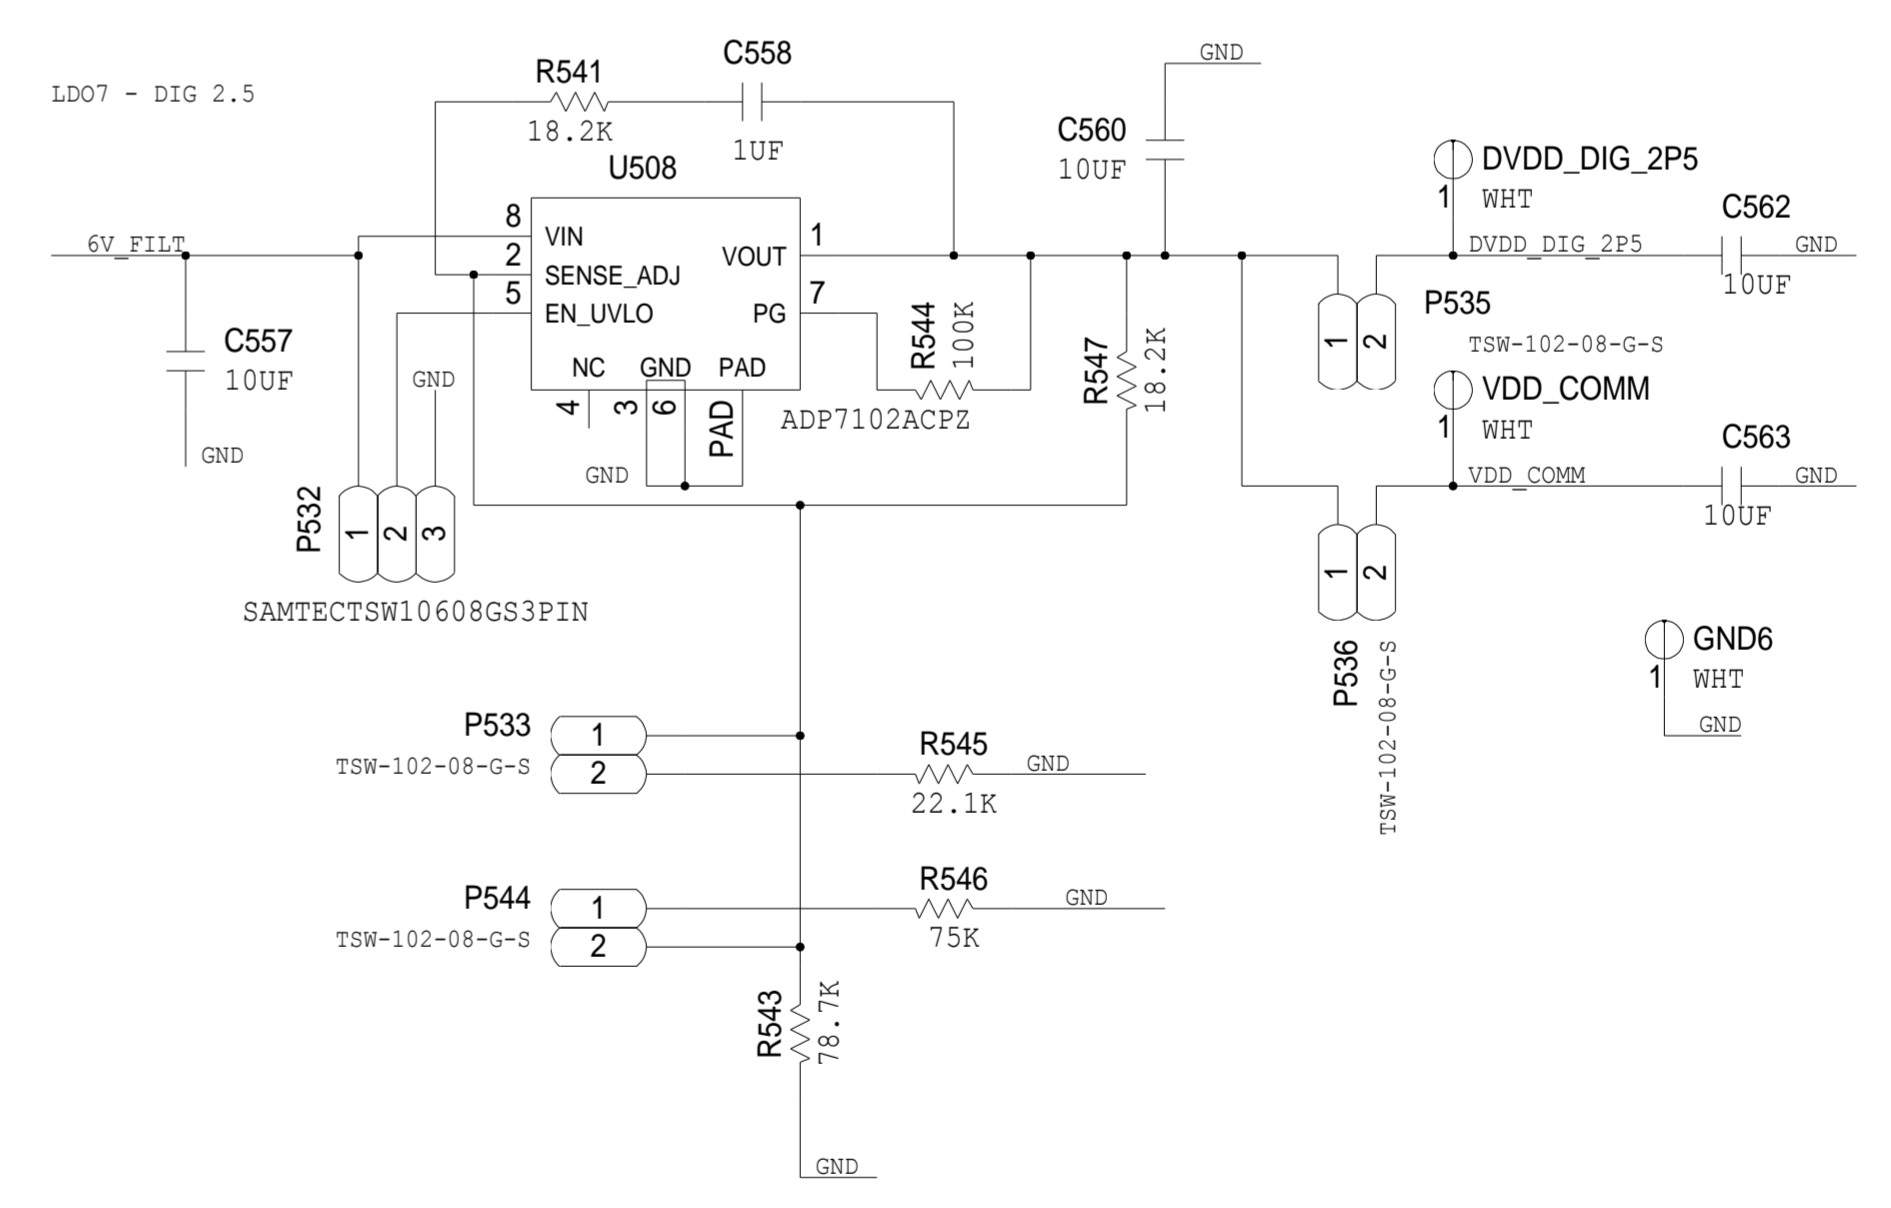 LDO7 - DIG 2.5
R541
18.2K
C558
1UF
U508
8
VIN
2
SENSE_ADJ
5
EN_UVLO
VOUT
1
PG
7
NC
GND
PAD
4
3
6
PAD
GND
ADP7102ACPZ
6V_FILT
C557
10UF
GND
GND
P532
1
2
3
SAMTECTSW10608GS3PIN
R544
100K
R547
18.2K
C560
10UF
GND
DVDD_DIG_2P5
1
WHT
DVDD_DIG_2P5
C562
10UF
GND
P535
1
2
TSW-102-08-G-S
VDD_COMM
1
WHT
VDD_COMM
C563
10UF
GND
1
2
P536
TSW-102-08-G-S
GND6
1
WHT
GND
P533
TSW-102-08-G-S
1
2
R545
22.1K
GND
P544
TSW-102-08-G-S
1
2
R546
75K
GND
R543
78.7K
GND